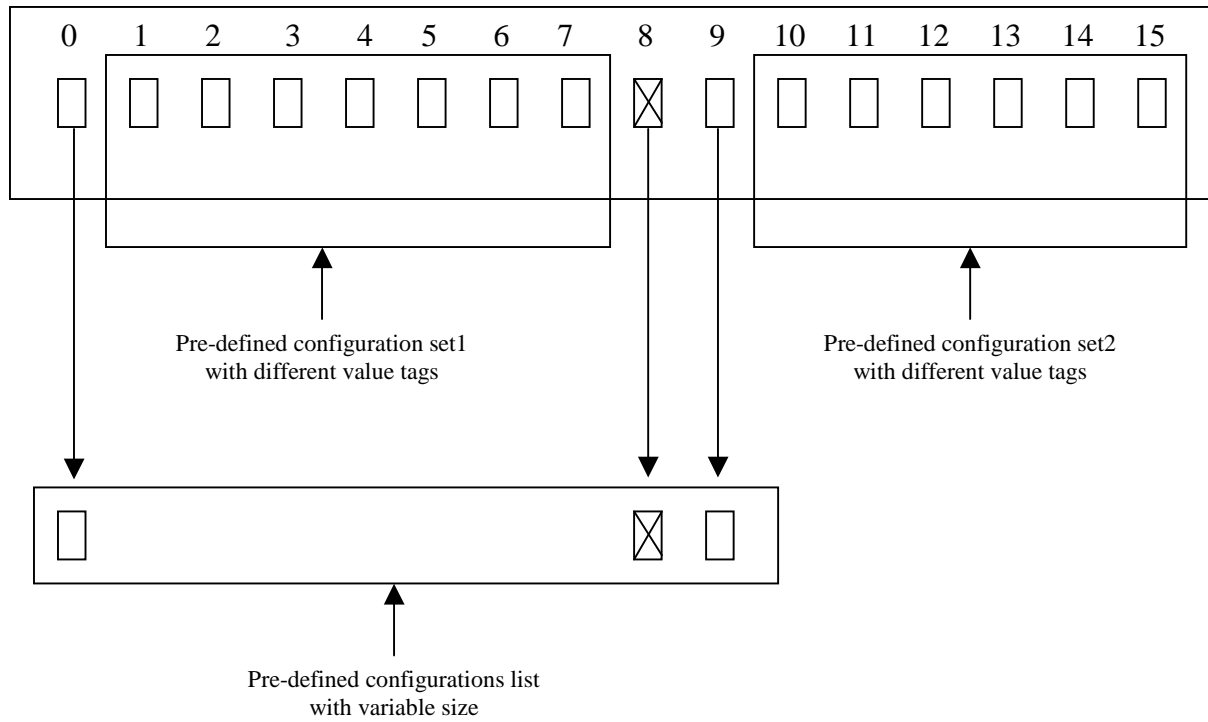 0 1 2 3 4 5 6 7 8 9 10 11 12 13 14 15
Pre-defined configuration set1
with different value tags
Pre-defined configuration set2
with different value tags
Pre-defined configurations list
with variable size